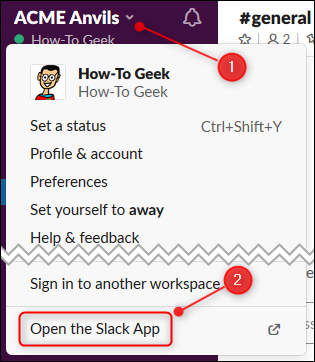 ACME Anvils
#general
How-To Geek
2
1
How-To Geek
How-To Geek
Set a status Ctrl+Shift+Y
Profile & account
Preferences
Set yourself to away
Help & feedback
Sign in to another workspace
2
Open the Slack App